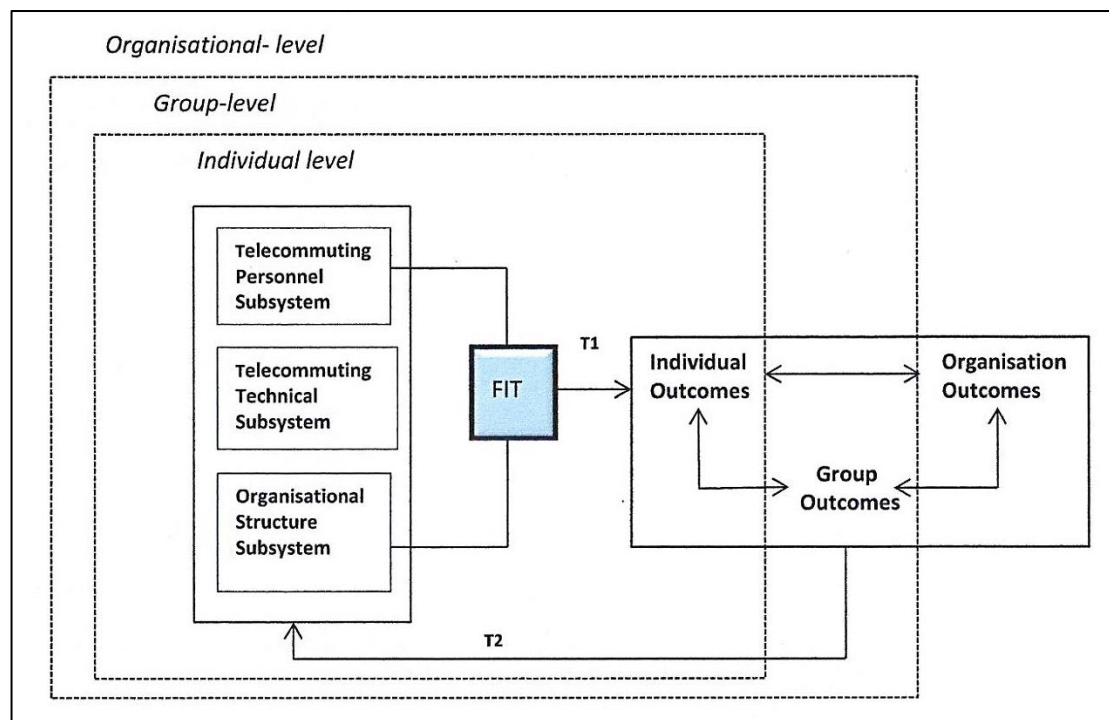 Organisational- level
Group-level
Individual level
Telecommuting
Personnel
Subsystem
Telecommuting
Technical
Subsystem
Organisational
Structure
Subsystem
FIT
T1
Individual
Outcomes
Organisation
Outcomes
Group
Outcomes
T2